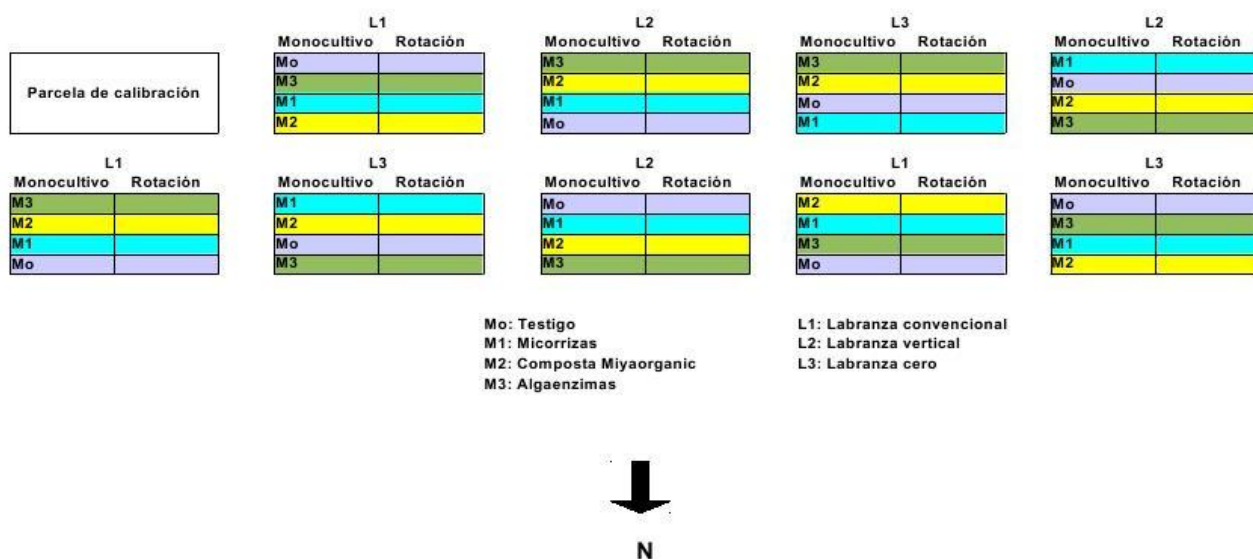 L1 L2 L3 L2
Monocultivo Rotación Monocultivo Rotación Monocultivo Rotación Monocultivo Rotación
Mo M3 M3 M1
M3 M2 M2 Mo
Parcela de calibración
M1 M1 Mo M2
M2 Mo M1 M3
L1 L3 L2 L1 L3
Monocultivo Rotación Monocultivo Rotación Monocultivo Rotación Monocultivo Rotación Monocultivo Rotación
M3 M1 Mo M2 Mo
M2 M2 M1 M1 M3
M1 Mo M2 M3 M1
Mo M3 M3 Mo M2
Mo: Testigo L1: Labranza convencional
M1: Micorrizas L2: Labranza vertical
M2: Composta Miyaorganic L3: Labranza cero
M3: Algaenzimas
N